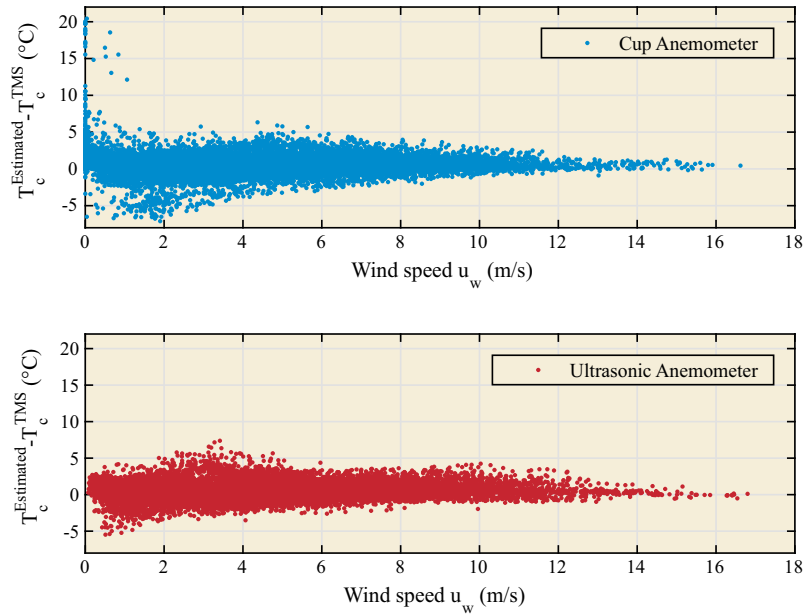 T_c^Estimated-T_c^TMS (°C)
20
15
10
5
0
-5
Cup Anemometer
0 2 4 6 8 10 12 14 16 18
Wind speed u_w (m/s)
T_c^Estimated-T_c^TMS (°C)
20
15
10
5
0
-5
Ultrasonic Anemometer
0 2 4 6 8 10 12 14 16 18
Wind speed u_w (m/s)